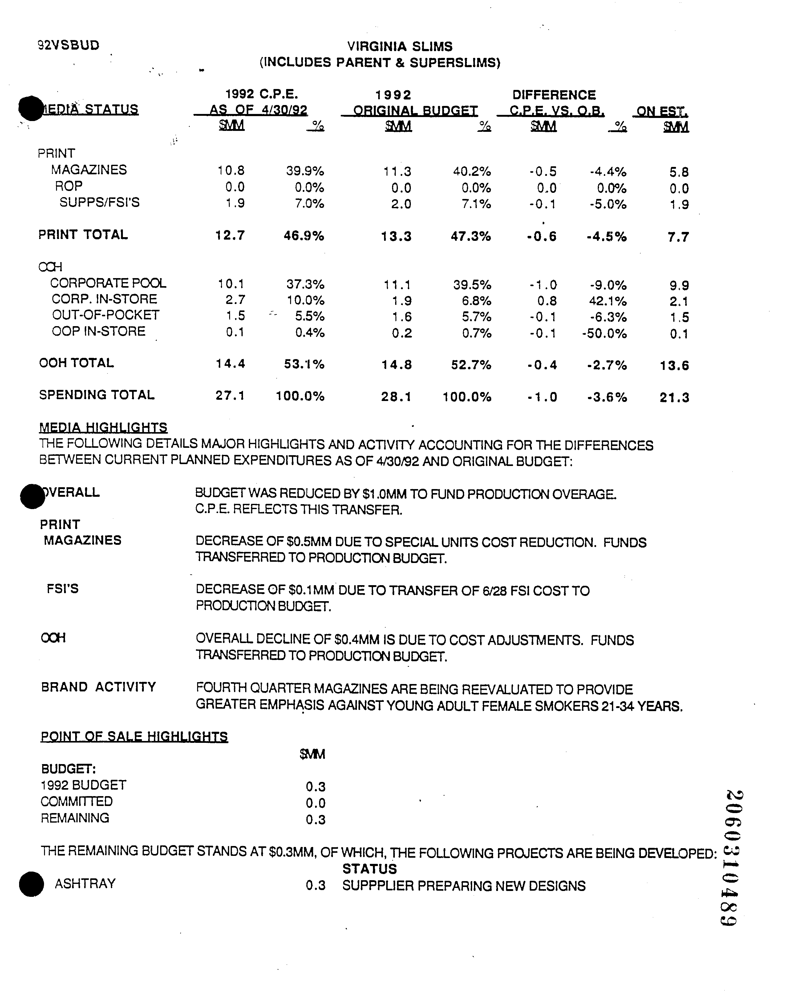 92VSBUD
VIRGINIA SLIMS
(INCLUDES PARENT & SUPERSLIMS)
1992 C.P.E. 1992 DIFFERENCE
MEDIA STATUS AS OF 4/30/92 ORIGINAL BUDGET C.P.E. VS. O.B. ON EST.
$MM % $MM % $MM % $MM
PRINT
MAGAZINES 10.8 39.9% 11.3 40.2% -0.5 -4.4% 5.8
ROP 0.0 0.0% 0.0 0.0% 0.0 0.0% 0.0
SUPPS/FSI'S 1.9 7.0% 2.0 7.1% -0.1 -5.0% 1.9
PRINT TOTAL 12.7 46.9% 13.3 47.3% -0.6 -4.5% 7.7
OOH
CORPORATE POOL 10.1 37.3% 11.1 39.5% -1.0 -9.0% 9.9
CORP. IN-STORE 2.7 10.0% 1.9 6.8% 0.8 42.1% 2.1
OUT-OF-POCKET 1.5 5.5% 1.6 5.7% -0.1 -6.3% 1.5
OOP IN-STORE 0.1 0.4% 0.2 0.7% -0.1 -50.0% 0.1
OOH TOTAL 14.4 53.1% 14.8 52.7% -0.4 -2.7% 13.6
SPENDING TOTAL 27.1 100.0% 28.1 100.0% -1.0 -3.6% 21.3
MEDIA HIGHLIGHTS
THE FOLLOWING DETAILS MAJOR HIGHLIGHTS AND ACTIVITY ACCOUNTING FOR THE DIFFERENCES
BETWEEN CURRENT PLANNED EXPENDITURES AS OF 4/30/92 AND ORIGINAL BUDGET:
OVERALL BUDGET WAS REDUCED BY $1.0MM TO FUND PRODUCTION OVERAGE.
C.P.E. REFLECTS THIS TRANSFER.
PRINT
MAGAZINES DECREASE OF $0.5MM DUE TO SPECIAL UNITS COST REDUCTION. FUNDS
TRANSFERRED TO PRODUCTION BUDGET.
FSI'S DECREASE OF $0.1MM DUE TO TRANSFER OF 6/28 FSI COST TO
PRODUCTION BUDGET.
OOH OVERALL DECLINE OF $0.4MM IS DUE TO COST ADJUSTMENTS. FUNDS
TRANSFERRED TO PRODUCTION BUDGET.
BRAND ACTIVITY FOURTH QUARTER MAGAZINES ARE BEING REEVALUATED TO PROVIDE
GREATER EMPHASIS AGAINST YOUNG ADULT FEMALE SMOKERS 21-34 YEARS.
POINT OF SALE HIGHLIGHTS
$MM
BUDGET:
1992 BUDGET 0.3
COMMITTED 0.0
REMAINING 0.3
THE REMAINING BUDGET STANDS AT $0.3MM, OF WHICH, THE FOLLOWING PROJECTS ARE BEING DEVELOPED:
STATUS
ASHTRAY 0.3 SUPPPLIER PREPARING NEW DESIGNS
2060310489